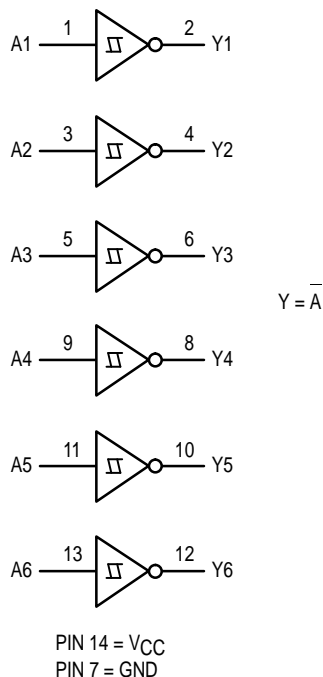 A1 1 2 Y1
A2 3 4 Y2
A3 5 6 Y3
Y = A̅
A4 9 8 Y4
A5 11 10 Y5
A6 13 12 Y6
PIN 14 = VCC
PIN 7 = GND